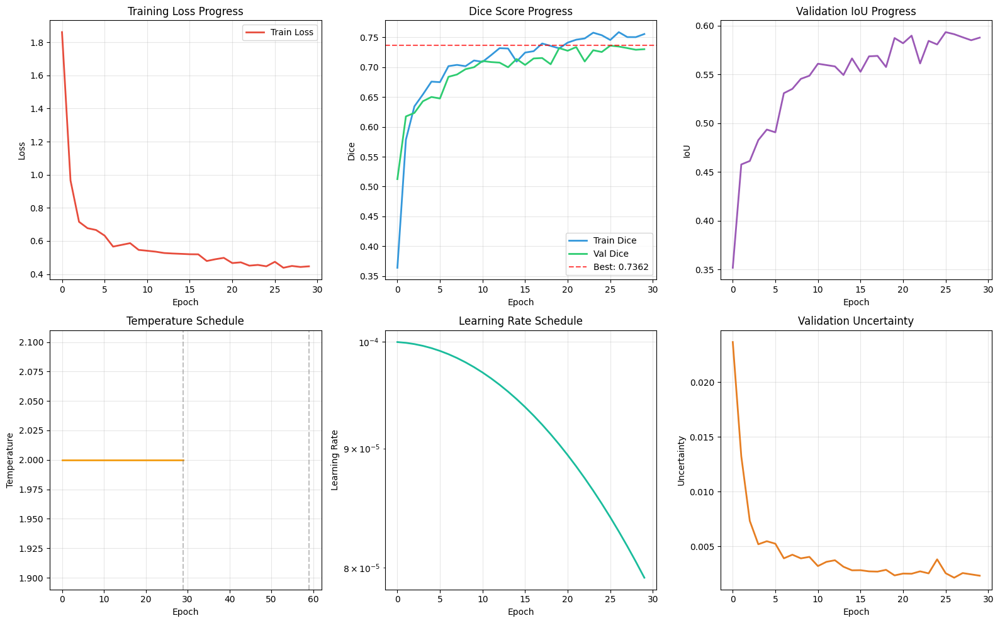 Training Loss Progress
Train Loss
1.8
1.6
1.4
1.2
1.0
0.8
0.6
0.4
Loss
0 5 10 15 20 25 30
Epoch
Dice Score Progress
0.75
0.70
0.65
0.60
0.55
0.50
0.45
0.40
0.35
Dice
Train Dice
Val Dice
Best: 0.7362
0 5 10 15 20 25 30
Epoch
Validation IoU Progress
0.60
0.55
0.50
0.45
0.40
0.35
IoU
0 5 10 15 20 25 30
Epoch
Temperature Schedule
2.100
2.075
2.050
2.025
2.000
1.975
1.950
1.925
1.900
Temperature
0 10 20 30 40 50 60
Epoch
Learning Rate Schedule
10⁻⁴
9 × 10⁻⁵
8 × 10⁻⁵
Learning Rate
0 5 10 15 20 25 30
Epoch
Validation Uncertainty
0.020
0.015
0.010
0.005
Uncertainty
0 5 10 15 20 25 30
Epoch